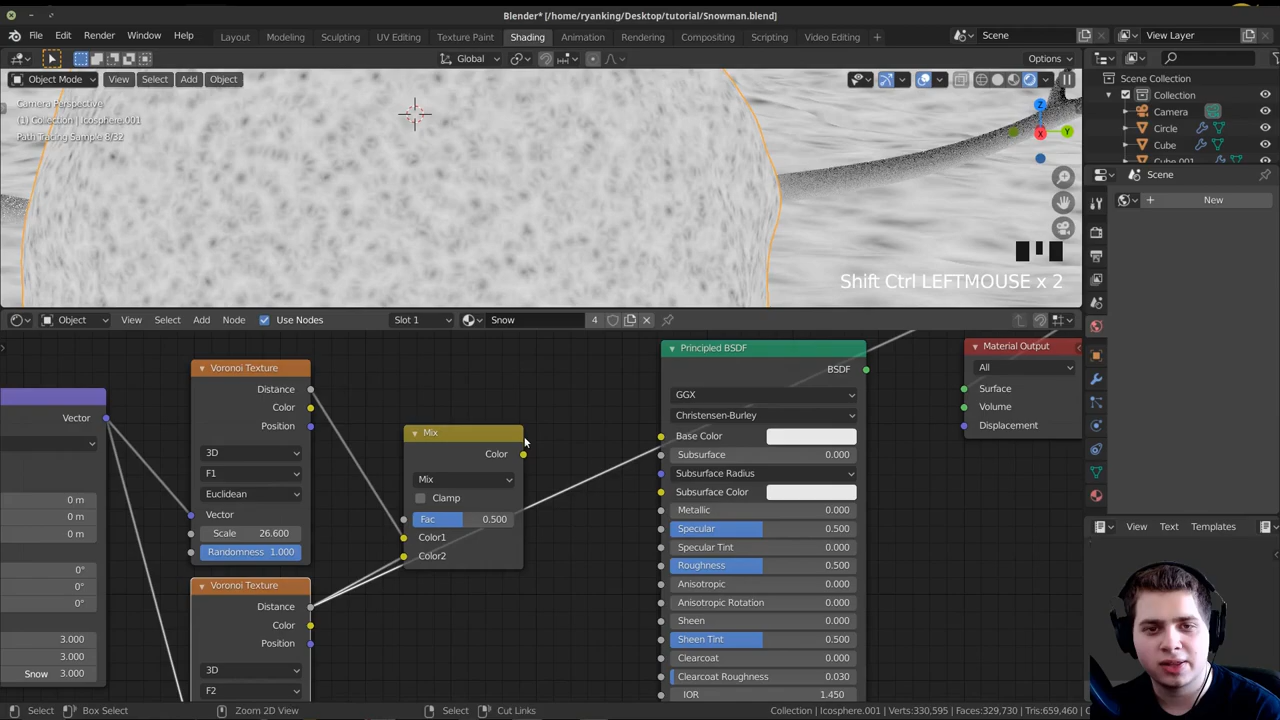 Blender* [/home/ryanking/Desktop/tutorial/Snowman.blend]
File Edit Render Window Help Layout Modeling Sculpting UV Editing Texture Paint Shading Animation Rendering Compositing Scripting Video Editing + Scene View Layer
Global Options
Object Mode View Select Add Object
Camera Perspective
(1) Collection | Icosphere.001
Path Tracing Sample 8/32
Z
Y
X
Scene Collection
Collection
Camera
Circle
Cube
Cube.001
Scene
New
Shift Ctrl LEFTMOUSE x 2
Object View Select Add Node Use Nodes Slot 1 Snow 4
Vector
0 m
0 m
0 m
0°
0°
0°
3.000
3.000
Snow 3.000
Voronoi Texture
Distance
Color
Position
3D
F1
Euclidean
Vector
Scale 26.600
Randomness 1.000
Voronoi Texture
Distance
Color
Position
3D
F2
Mix
Color
Mix
Clamp
Fac 0.500
Color1
Color2
Principled BSDF
BSDF
GGX
Christensen-Burley
Base Color
Subsurface 0.000
Subsurface Radius
Subsurface Color
Metallic 0.000
Specular 0.500
Specular Tint 0.000
Roughness 0.500
Anisotropic 0.000
Anisotropic Rotation 0.000
Sheen 0.000
Sheen Tint 0.500
Clearcoat 0.000
Clearcoat Roughness 0.030
IOR 1.450
Material Output
All
Surface
Volume
Displacement
View Text Templates
Select Box Select Zoom 2D View Select Cut Links Collection | Icosphere.001 | Verts:330,595 | Faces:329,730 | Tris:659,460 |